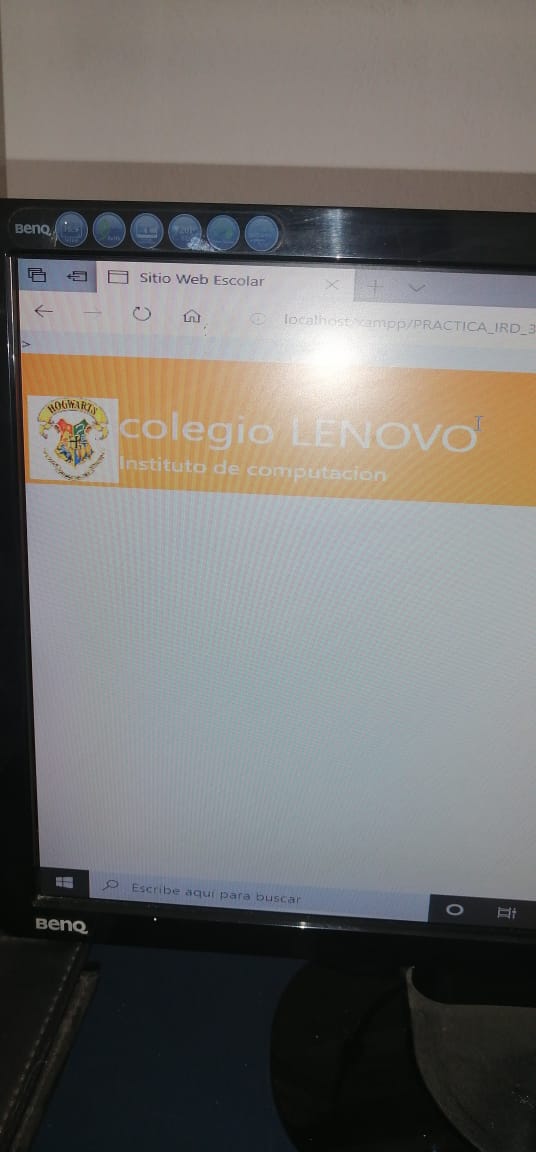 BenQ
Sitio Web Escolar
localhost/xampp/PRACTICA_IRD_3
>
HOGWARTS
colegio LENOVO
Instituto de computacion
Escribe aquí para buscar
BenQ